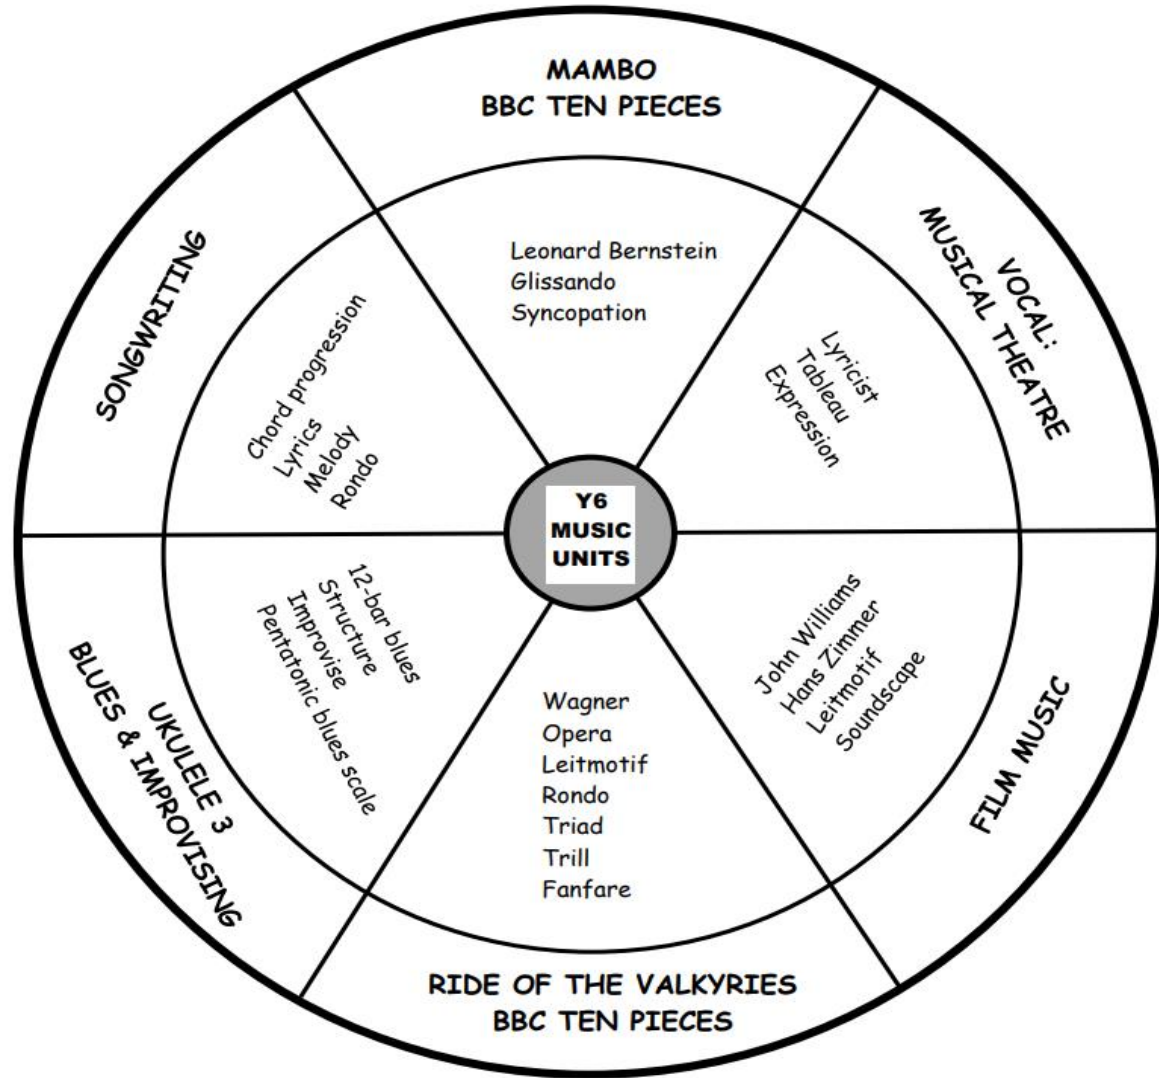 MAMBO
BBC TEN PIECES
Leonard Bernstein
Glissando
Syncopation
VOCAL:
MUSICAL THEATRE
Lyricist
Tableau
Expression
FILM MUSIC
John Williams
Hans Zimmer
Leitmotif
Soundscape
RIDE OF THE VALKYRIES
BBC TEN PIECES
Wagner
Opera
Leitmotif
Rondo
Triad
Trill
Fanfare
UKULELE 3
BLUES & IMPROVISING
12-bar blues
Structure
Improvise
Pentatonic blues scale
SONGWRITING
Chord progression
Lyrics
Melody
Rondo
Y6
MUSIC
UNITS